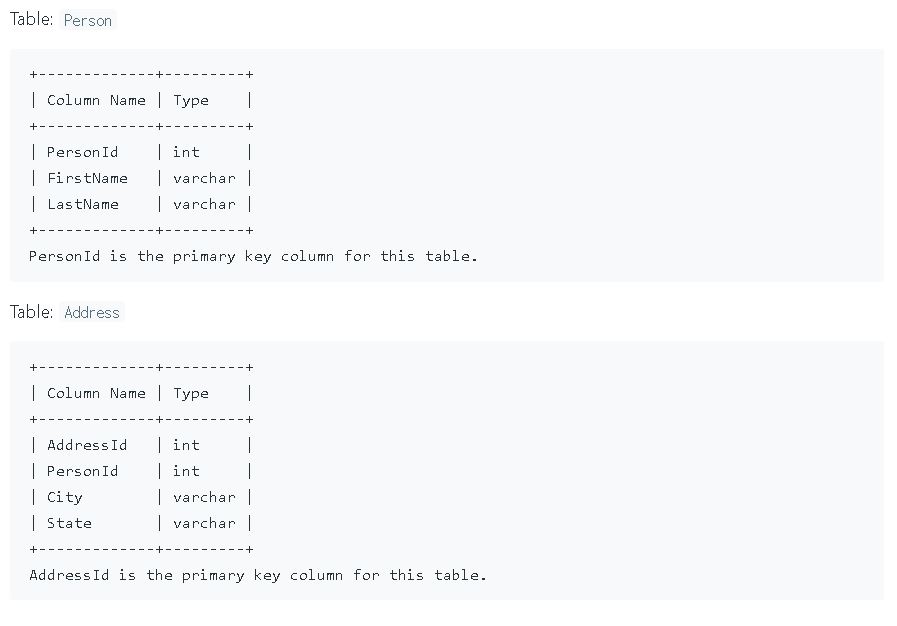 Table: Person
+-------------+---------+
| Column Name | Type    |
+-------------+---------+
| PersonId    | int     |
| FirstName   | varchar |
| LastName    | varchar |
+-------------+---------+
PersonId is the primary key column for this table.
Table: Address
+-------------+---------+
| Column Name | Type    |
+-------------+---------+
| AddressId   | int     |
| PersonId    | int     |
| City        | varchar |
| State       | varchar |
+-------------+---------+
AddressId is the primary key column for this table.